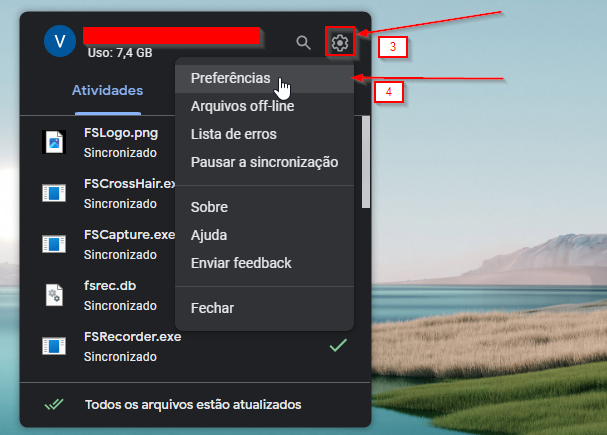 V
Uso: 7,4 GB
3
4
Preferências
Atividades
Arquivos off-line
Lista de erros
Pausar a sincronização
Sobre
Ajuda
Enviar feedback
Fechar
FSLogo.png
Sincronizado
FSCrossHair.ex
Sincronizado
FSCapture.exe
Sincronizado
fsrec.db
Sincronizado
FSRecorder.exe
Sincronizado
Todos os arquivos estão atualizados